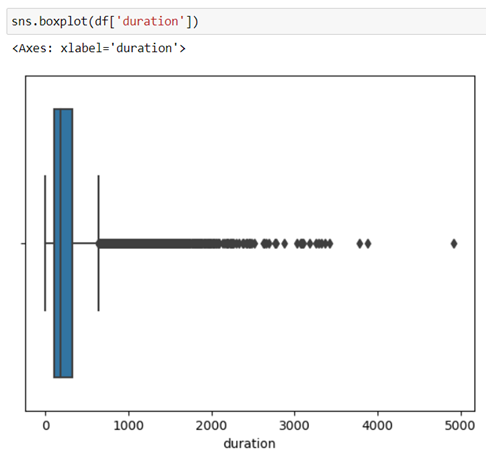 sns.boxplot(df['duration'])
<Axes: xlabel='duration'>
0 1000 2000 3000 4000 5000
duration